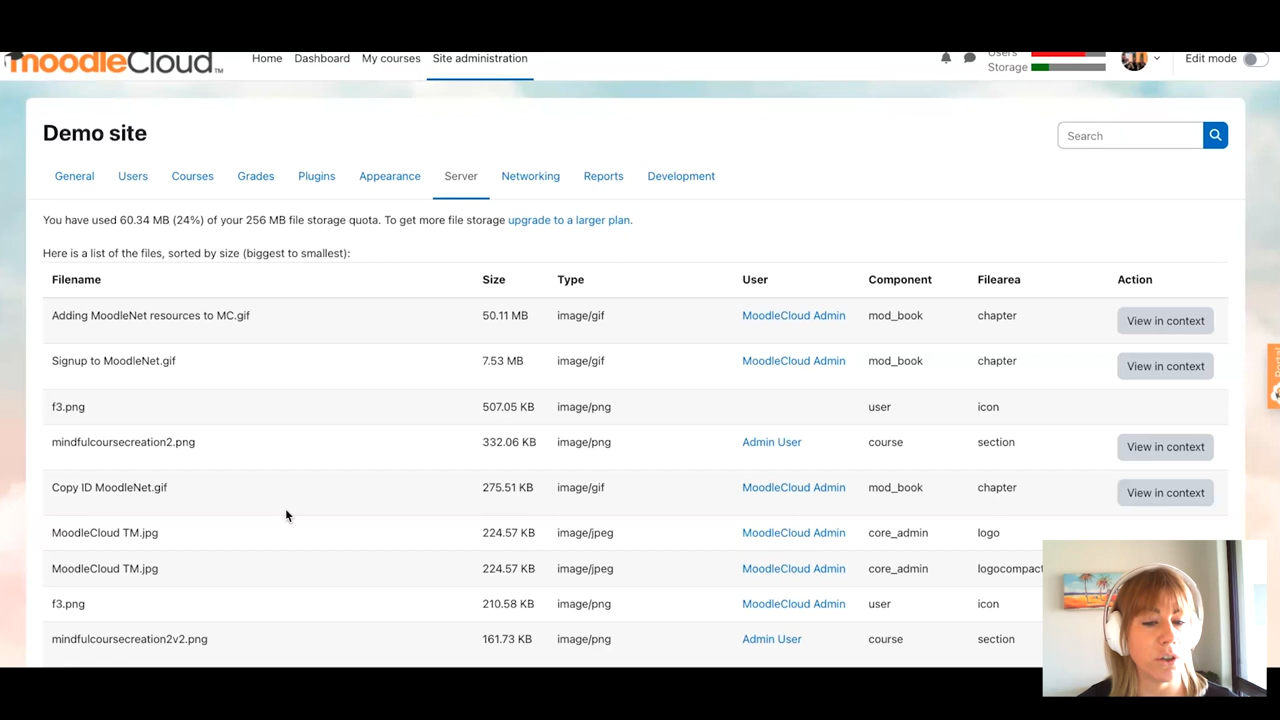 moodleCloud™ Home Dashboard My courses Site administration Users Edit mode
Storage
Demo site
Search
General Users Courses Grades Plugins Appearance Server Networking Reports Development
You have used 60.34 MB (24%) of your 256 MB file storage quota. To get more file storage upgrade to a larger plan.
Here is a list of the files, sorted by size (biggest to smallest):
Filename Size Type User Component Filearea Action
Adding MoodleNet resources to MC.gif 50.11 MB image/gif MoodleCloud Admin mod_book chapter View in context
Signup to MoodleNet.gif 7.53 MB image/gif MoodleCloud Admin mod_book chapter View in context
f3.png 507.05 KB image/png user icon
mindfulcoursecreation2.png 332.06 KB image/png Admin User course section View in context
Copy ID MoodleNet.gif 275.51 KB image/gif MoodleCloud Admin mod_book chapter View in context
MoodleCloud TM.jpg 224.57 KB image/jpeg MoodleCloud Admin core_admin logo
MoodleCloud TM.jpg 224.57 KB image/jpeg MoodleCloud Admin core_admin logocompact
f3.png 210.58 KB image/png MoodleCloud Admin user icon
mindfulcoursecreation2v2.png 161.73 KB image/png Admin User course section